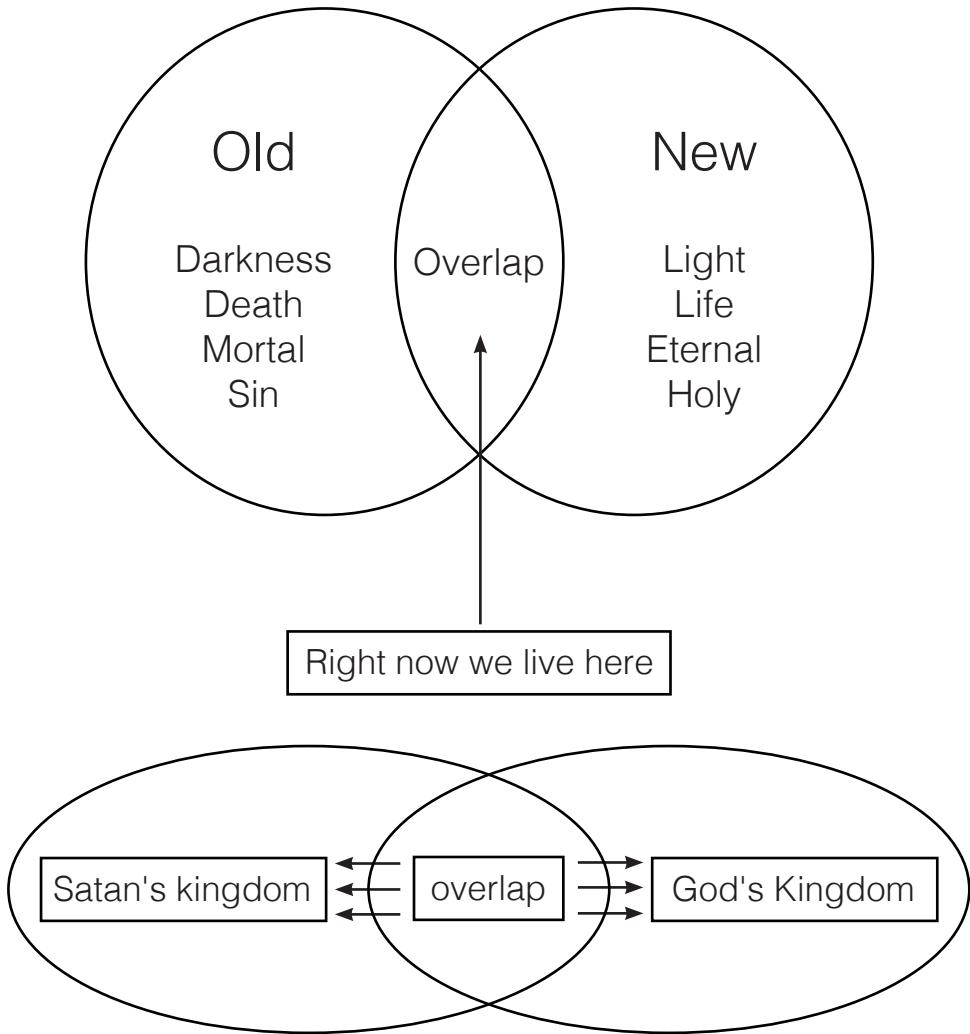 Old
New
Darkness
Death
Mortal
Sin
Overlap
Light
Life
Eternal
Holy
Right now we live here
Satan's kingdom
overlap
God's Kingdom